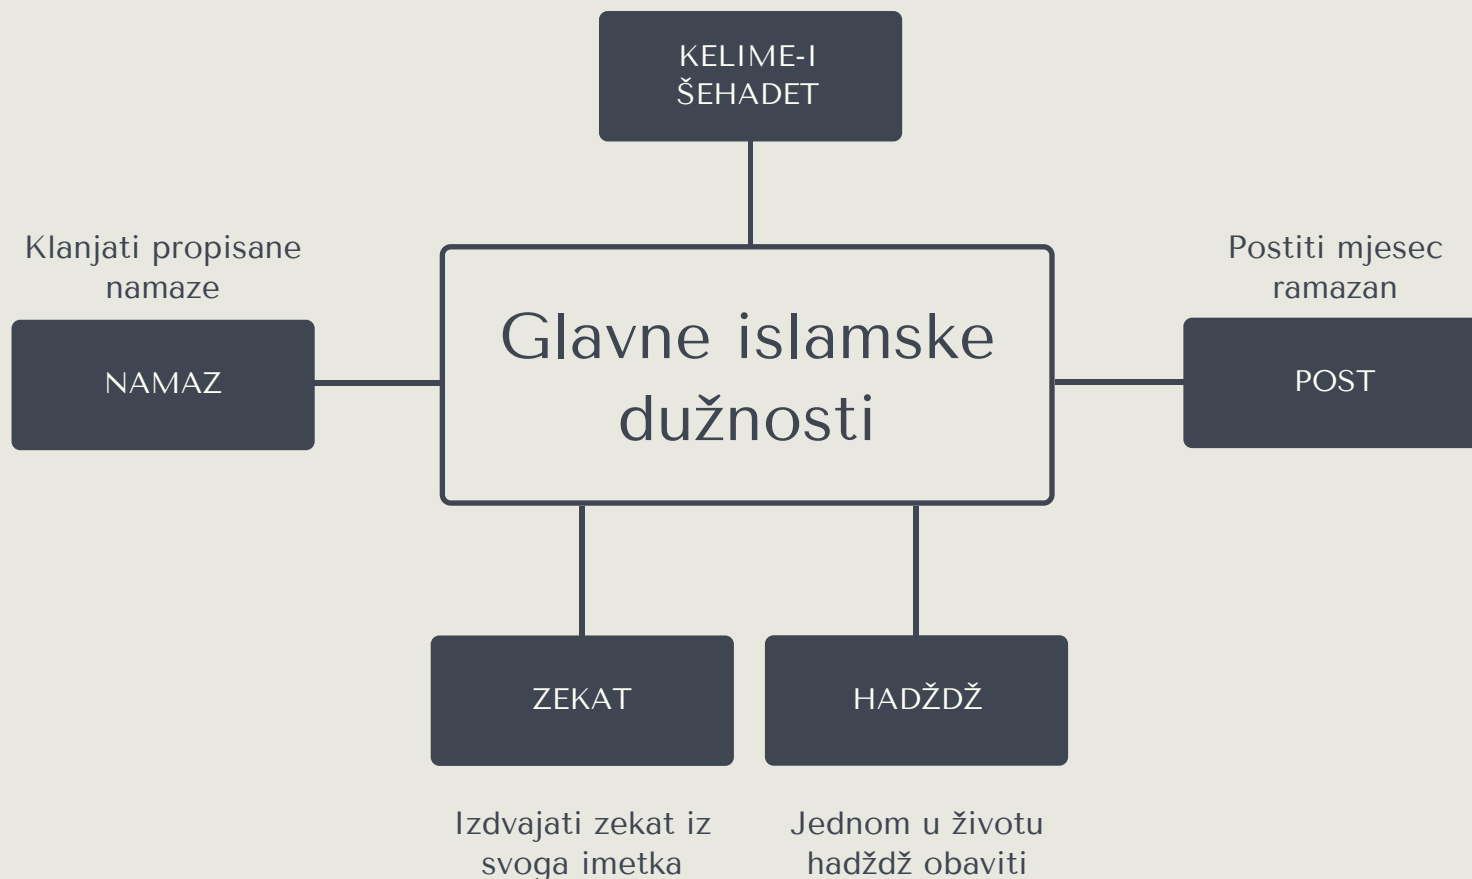 KELIME-I
ŠEHADET
Klanjati propisane
namaze
NAMAZ
Glavne islamske
dužnosti
Postiti mjesec
ramazan
POST
ZEKAT
Izdvajati zekat iz
svoga imetka
HADŽDŽ
Jednom u životu
hadždž obaviti